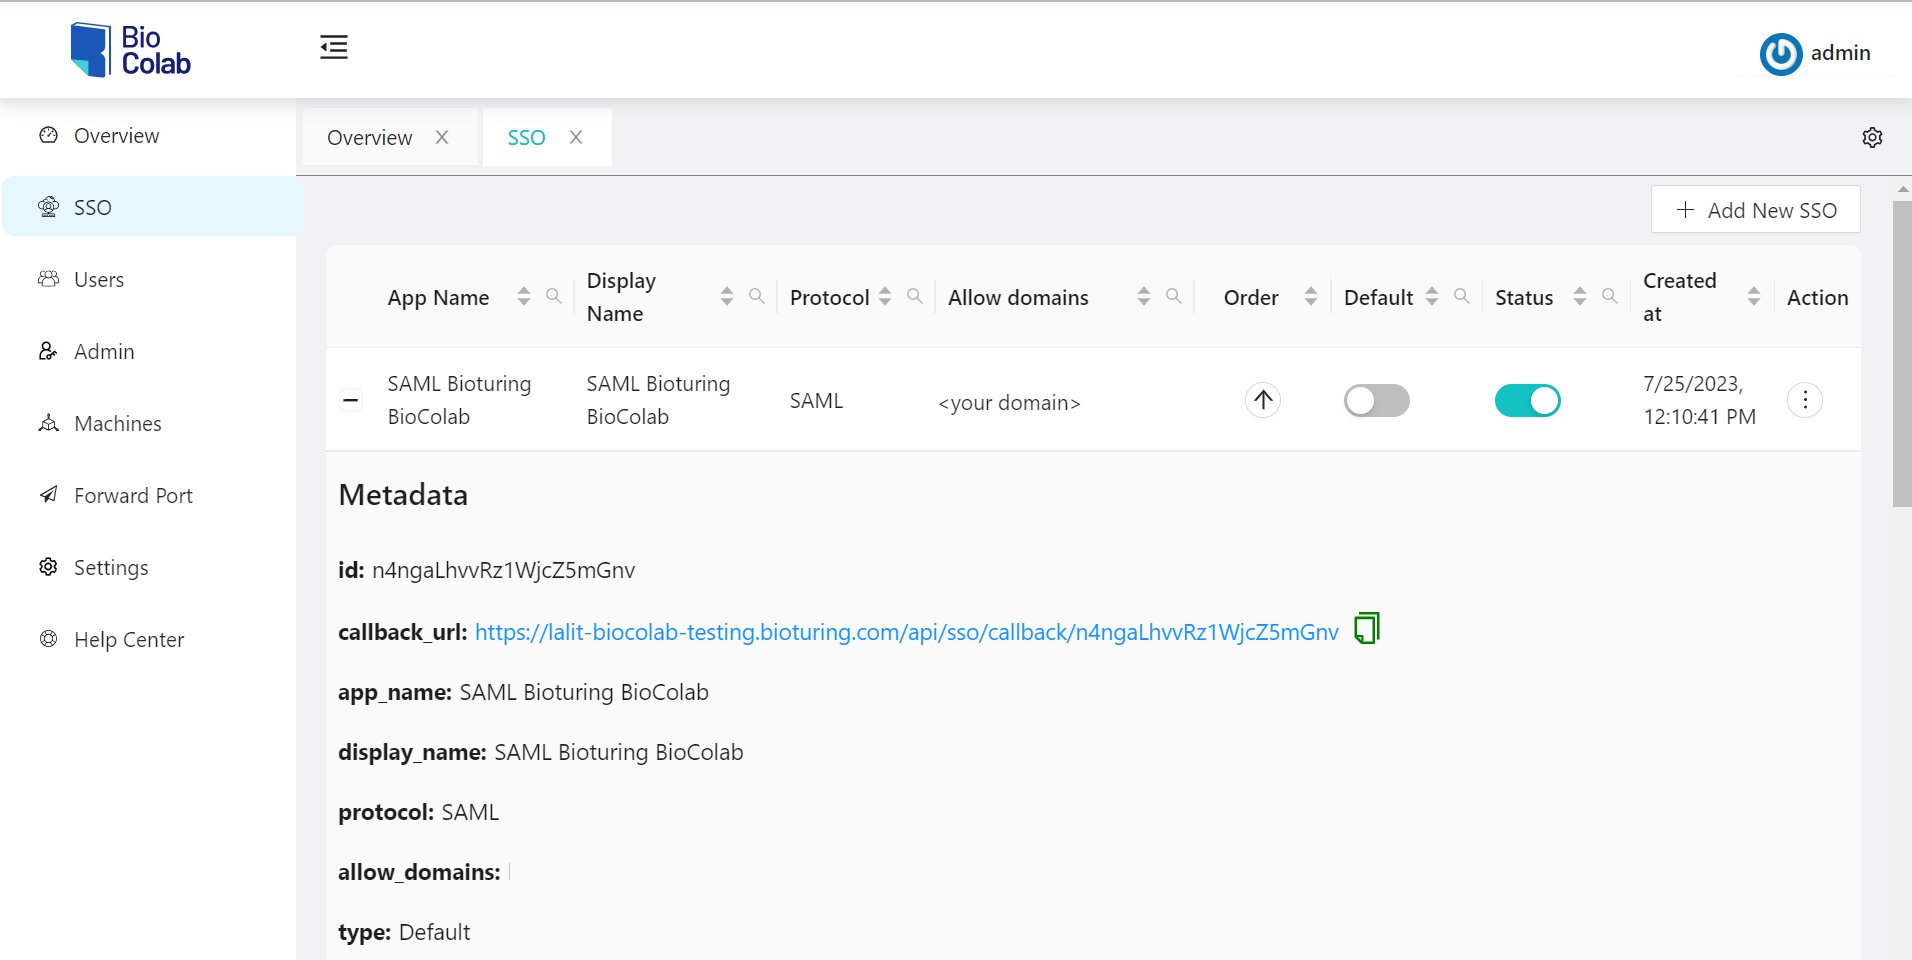 Bio
Colab
admin
Overview
SSO
Users
Admin
Machines
Forward Port
Settings
Help Center
Overview
SSO
Add New SSO
App Name
Display
Name
Protocol
Allow domains
Order
Default
Status
Created
at
Action
SAML Bioturing
BioColab
SAML Bioturing
BioColab
SAML
<your domain>
7/25/2023,
12:10:41 PM
Metadata
id: n4ngaLhvvRz1WjcZ5mGnv
callback_url: https://lalit-biocolab-testing.bioturing.com/api/sso/callback/n4ngaLhvvRz1WjcZ5mGnv
app_name: SAML Bioturing BioColab
display_name: SAML Bioturing BioColab
protocol: SAML
allow_domains:
type: Default